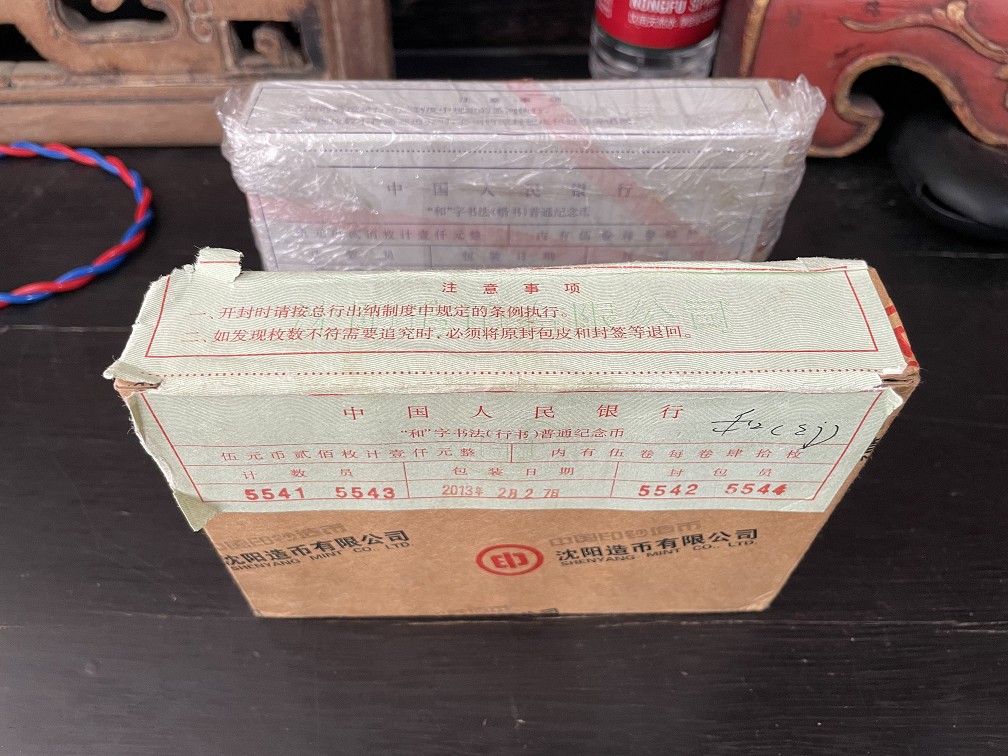 NONGFU SPRING
注意事项
中国人民银行
“和”字书法(楷书)普通纪念币
注意事项
一、开封时请按总行出纳制度中规定的条例执行。
二、如发现枚数不符需要追究时，必须将原封包皮和封签等退回。
中国人民银行
“和”字书法(行书)普通纪念币
和(5)
伍元币贰佰枚计壹仟元整 内有伍卷每卷肆拾枚
计数员 包装日期 封包员
5541 5543 2013年 2月27日 5542 5544
中国印钞造币
沈阳造币有限公司
SHENYANG MINT CO., LTD.
中国印钞造币
沈阳造币有限公司
SHENYANG MINT CO., LTD.